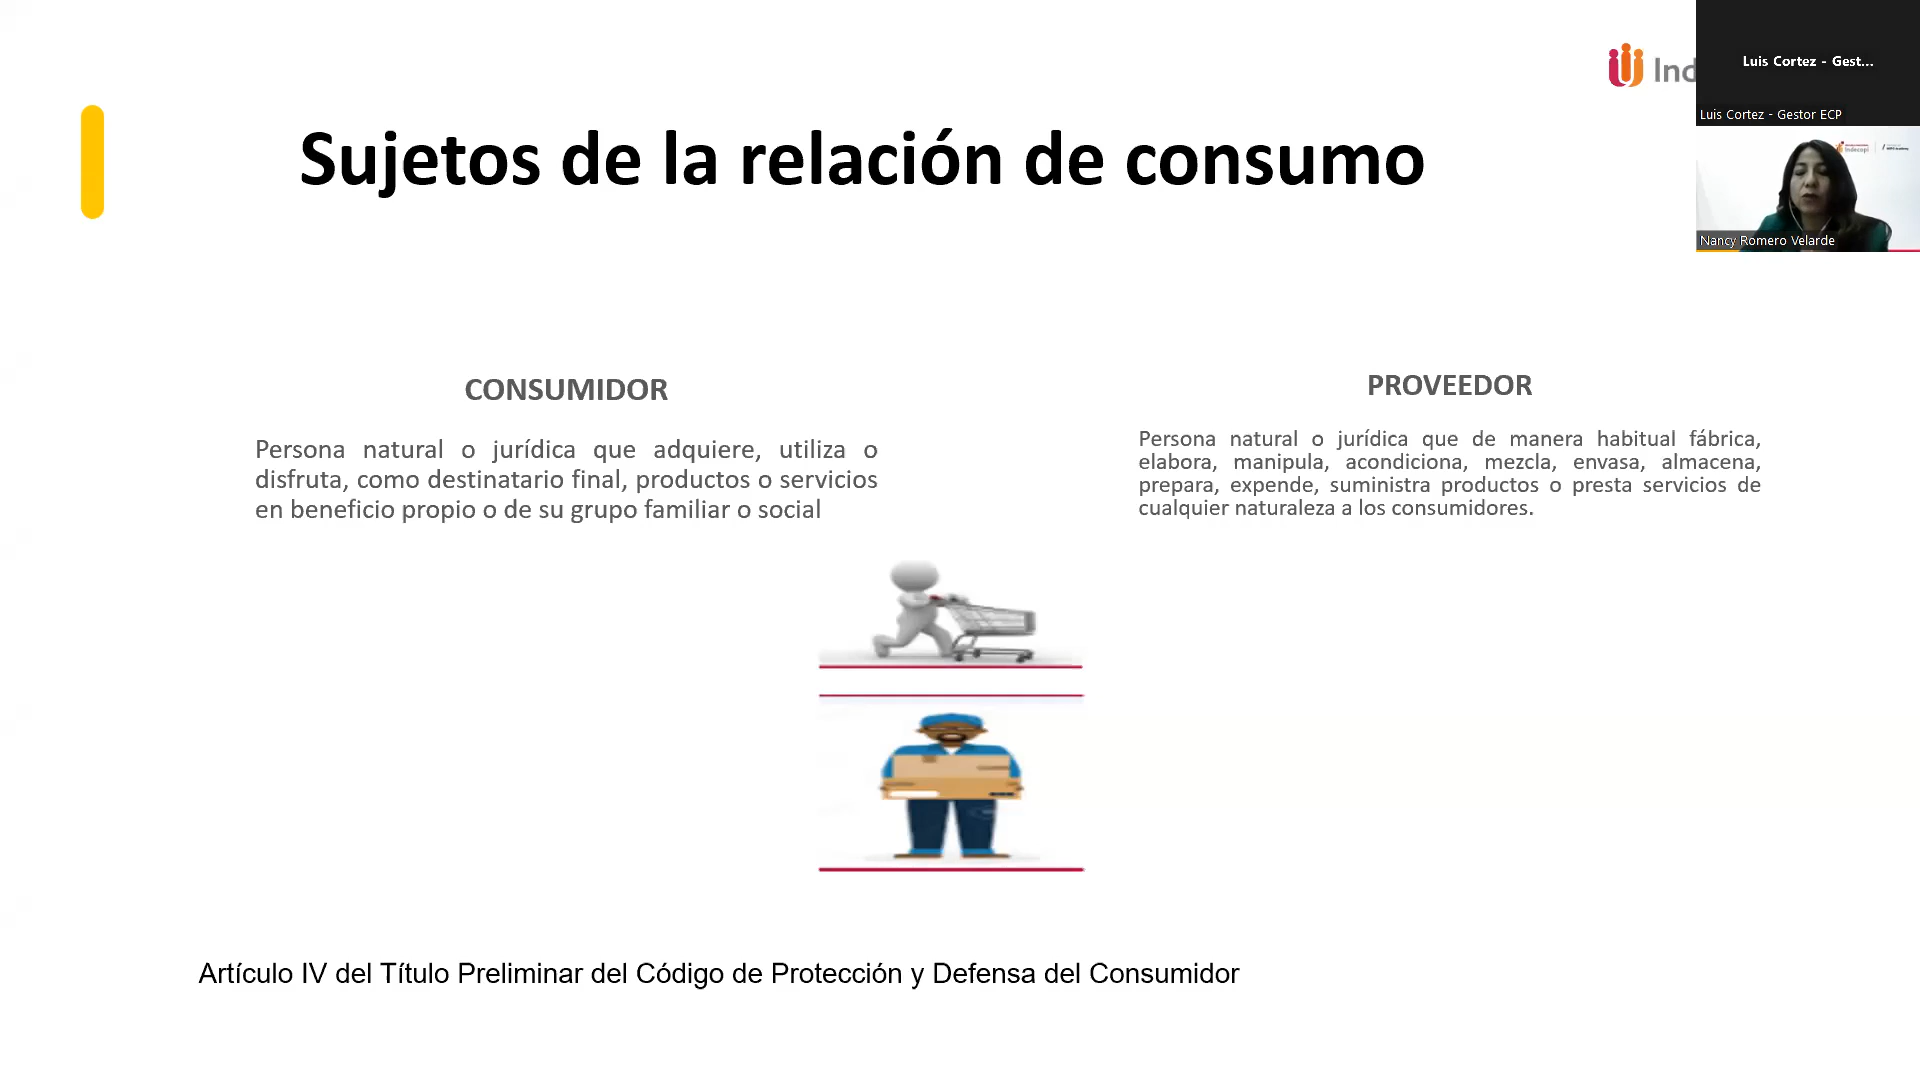 Ind
Luis Cortez - Gest...
Luis Cortez - Gestor ECP
Sujetos de la relación de consumo
indecopi
Nancy Romero Velarde
CONSUMIDOR
Persona natural o jurídica que adquiere, utiliza o
disfruta, como destinatario final, productos o servicios
en beneficio propio o de su grupo familiar o social
PROVEEDOR
Persona natural o jurídica que de manera habitual fábrica,
elabora, manipula, acondiciona, mezcla, envasa, almacena,
prepara, expende, suministra productos o presta servicios de
cualquier naturaleza a los consumidores.
Artículo IV del Título Preliminar del Código de Protección y Defensa del Consumidor